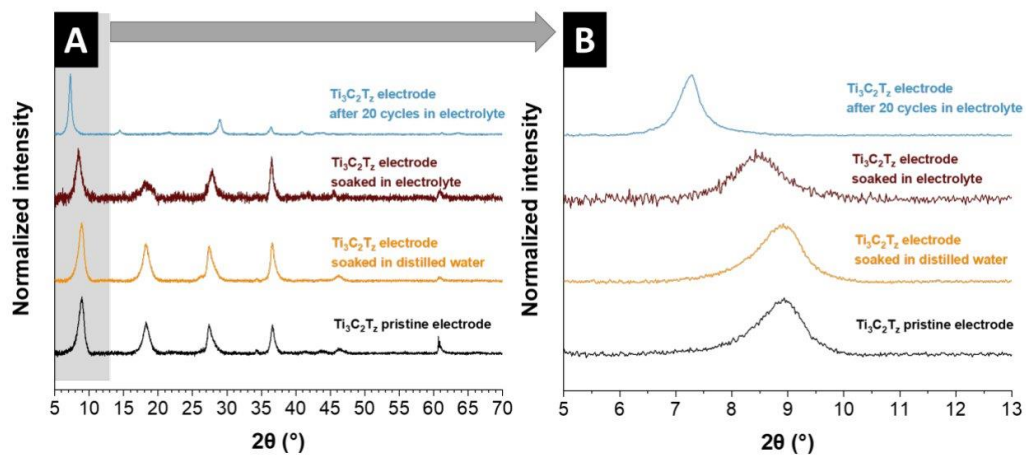 A
Normalized intensity
Ti₃C₂T𝓏 electrode
after 20 cycles in electrolyte
Ti₃C₂T𝓏 electrode
soaked in electrolyte
Ti₃C₂T𝓏 electrode
soaked in distilled water
Ti₃C₂T𝓏 pristine electrode
5 10 15 20 25 30 35 40 45 50 55 60 65 70
2θ (°)
B
Normalized intensity
Ti₃C₂T𝓏 electrode
after 20 cycles in electrolyte
Ti₃C₂T𝓏 electrode
soaked in electrolyte
Ti₃C₂T𝓏 electrode
soaked in distilled water
Ti₃C₂T𝓏 pristine electrode
5 6 7 8 9 10 11 12 13
2θ (°)